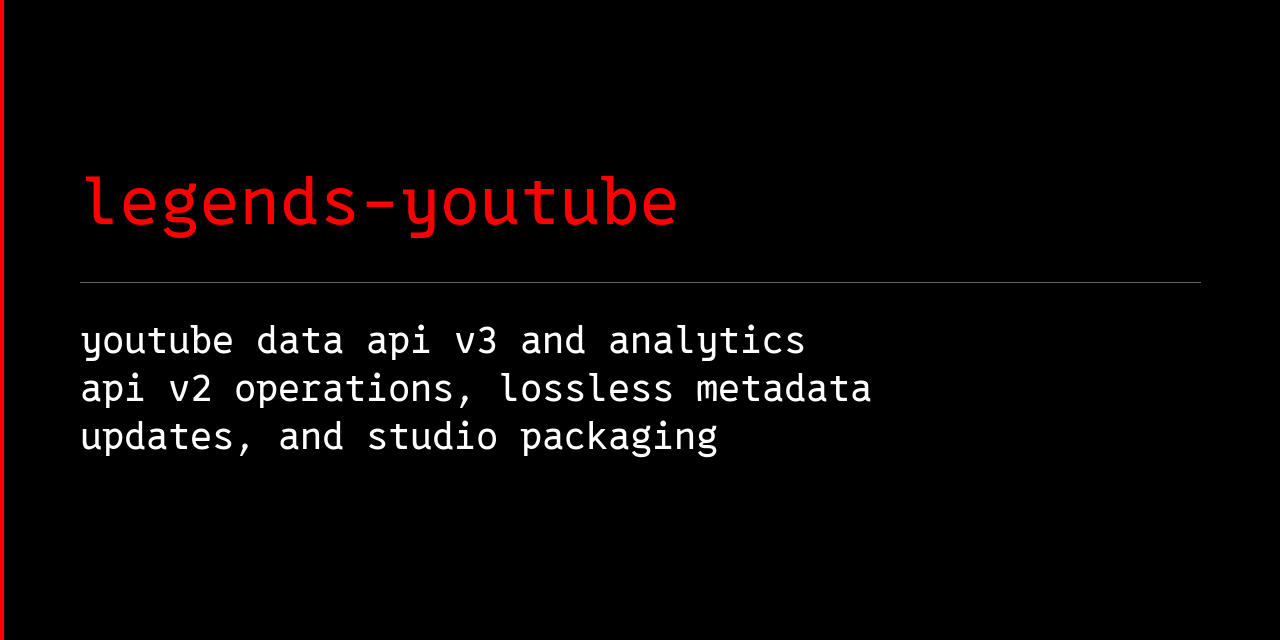 legends-youtube
youtube data api v3 and analytics
api v2 operations, lossless metadata
updates, and studio packaging